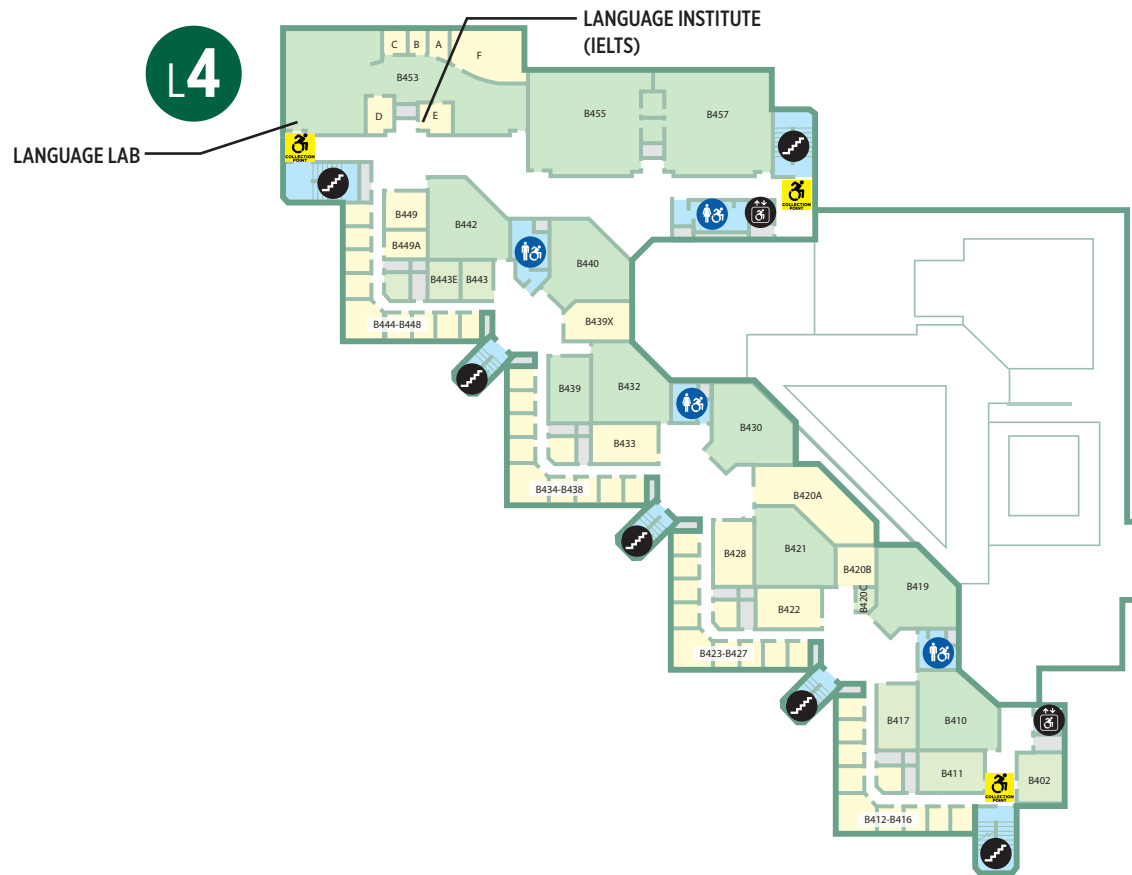 L4
LANGUAGE INSTITUTE
(IELTS)
LANGUAGE LAB
C
B
A
F
B453
D
E
B455
B457
COLLECTION
POINT
COLLECTION
POINT
B449
B442
B449A
B443E
B443
B440
B444-B448
B439X
B439
B432
B433
B430
B434-B438
B420A
B428
B421
B420B
B420C
B419
B422
B423-B427
B417
B410
B411
B402
COLLECTION
POINT
B412-B416